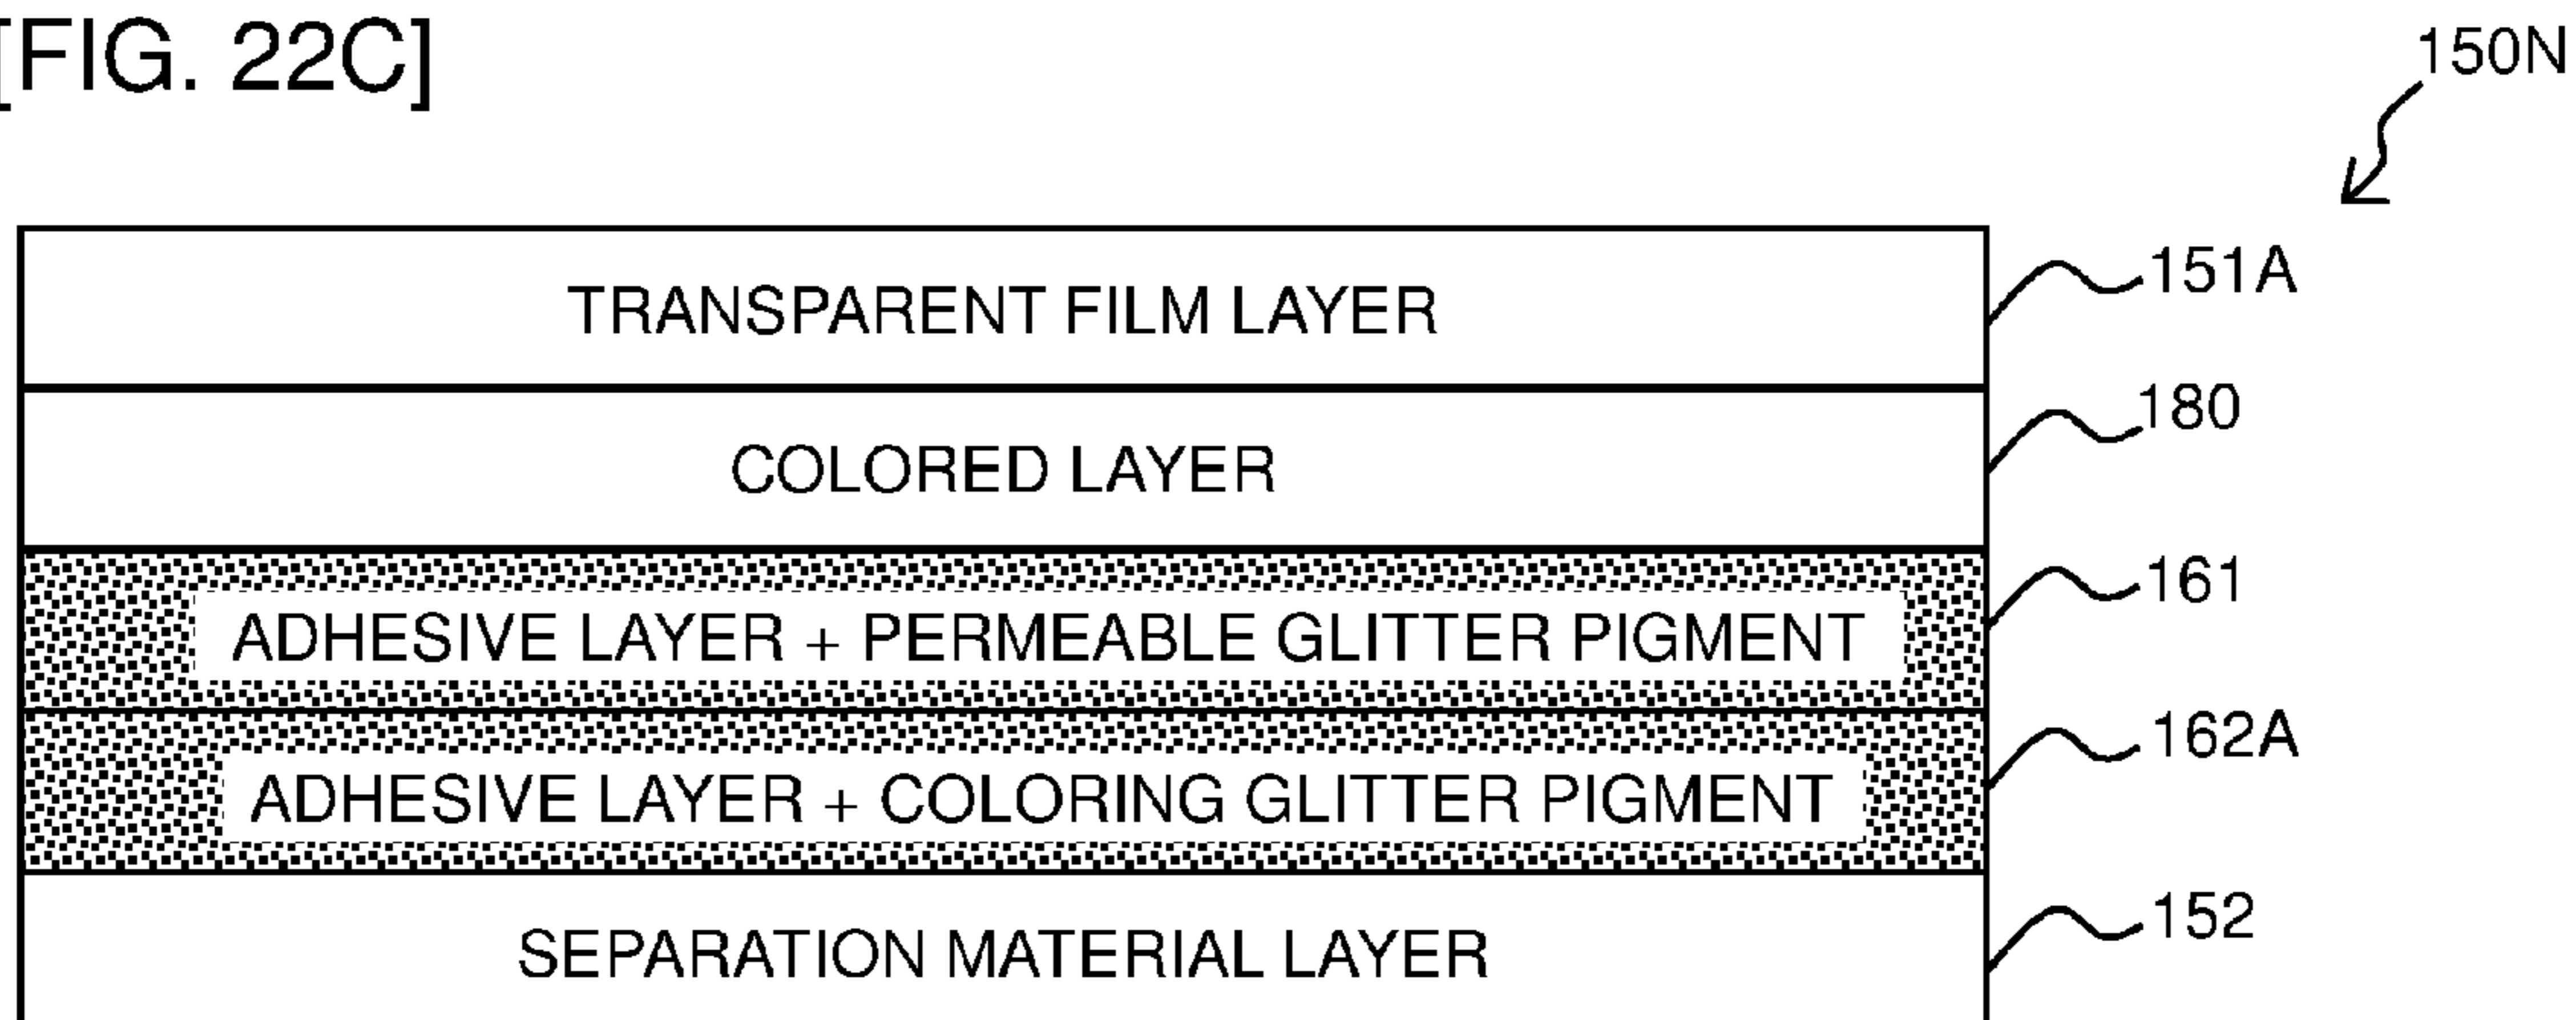 [FIG. 22C]
150N
TRANSPARENT FILM LAYER
151A
COLORED LAYER
180
ADHESIVE LAYER + PERMEABLE GLITTER PIGMENT
161
ADHESIVE LAYER + COLORING GLITTER PIGMENT
162A
SEPARATION MATERIAL LAYER
152